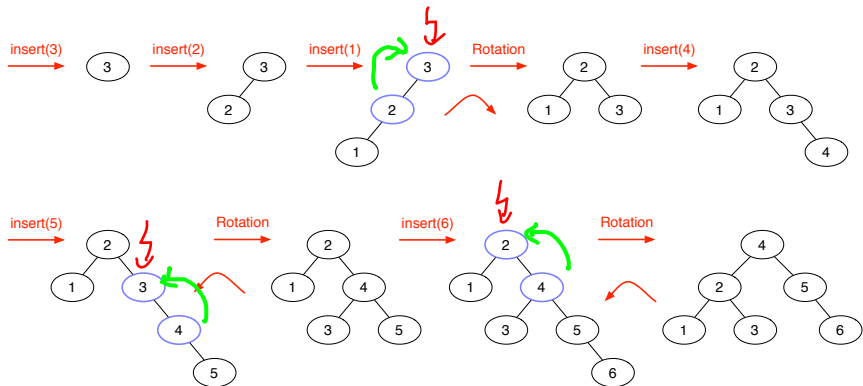 insert(3) insert(2) insert(1) Rotation insert(4)
3 3 3 2 2
2 2 1 3 1 3
1 4
insert(5) Rotation insert(6) Rotation
2 2 2 4
1 3 1 4 1 4 2 5
4 3 5 3 5 1 3 6
5 6